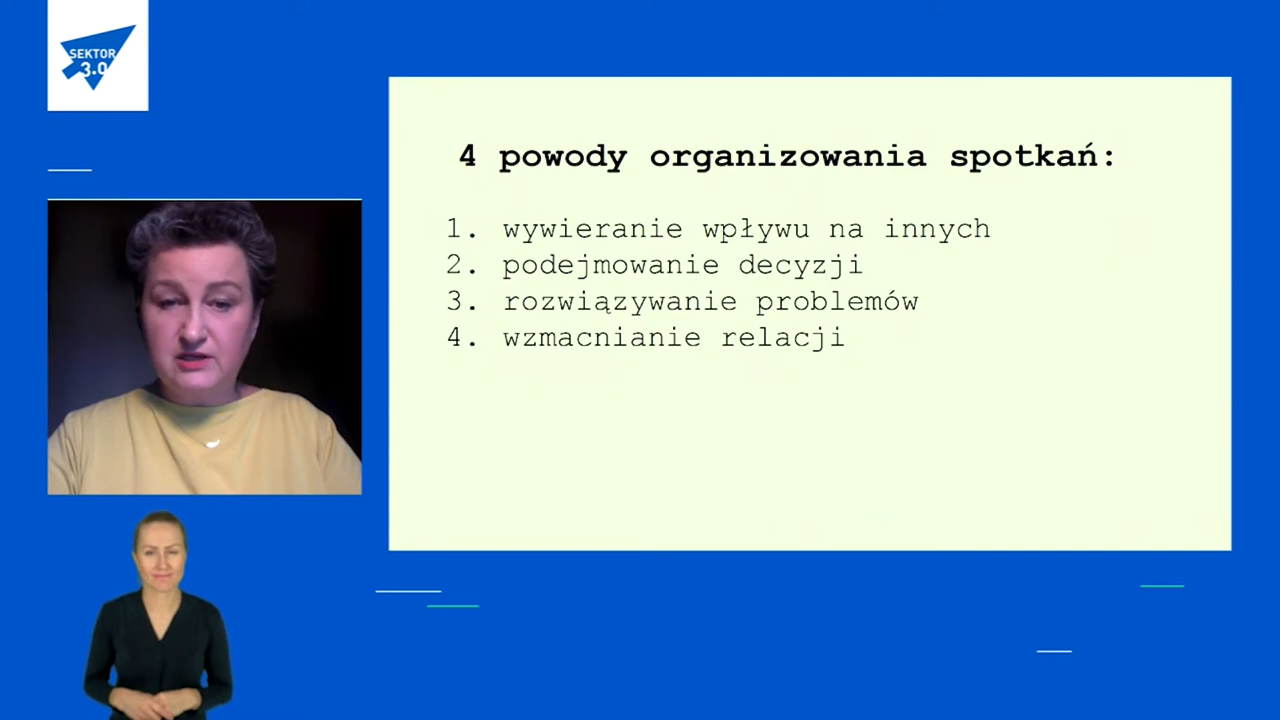 SEKTOR
3.0
4 powody organizowania spotkań:
1. wywieranie wpływu na innych
2. podejmowanie decyzji
3. rozwiązywanie problemów
4. wzmacnianie relacji